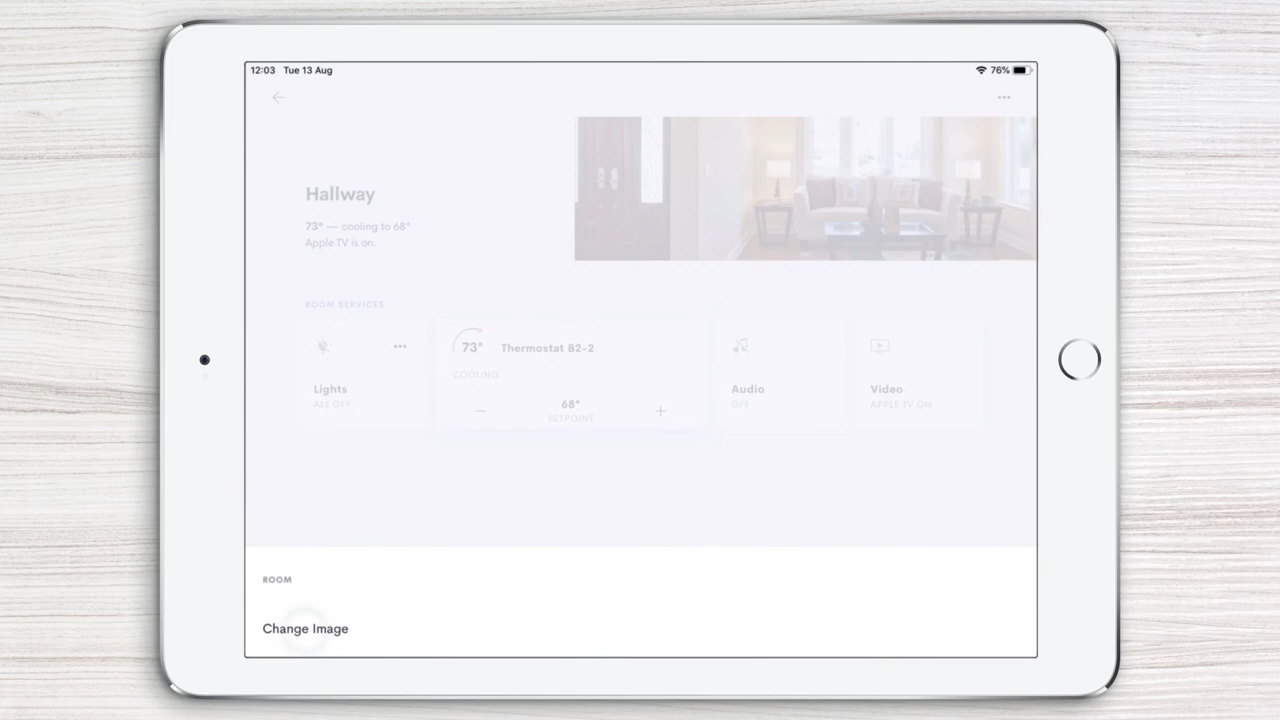 12:03 Tue 13 Aug
76%
Hallway
73° — cooling to 68°
Apple TV is on.
ROOM SERVICES
73° Thermostat B2-2
COOLING
68°
SETPOINT
Lights
ALL OFF
Audio
OFF
Video
APPLE TV ON
ROOM
Change Image